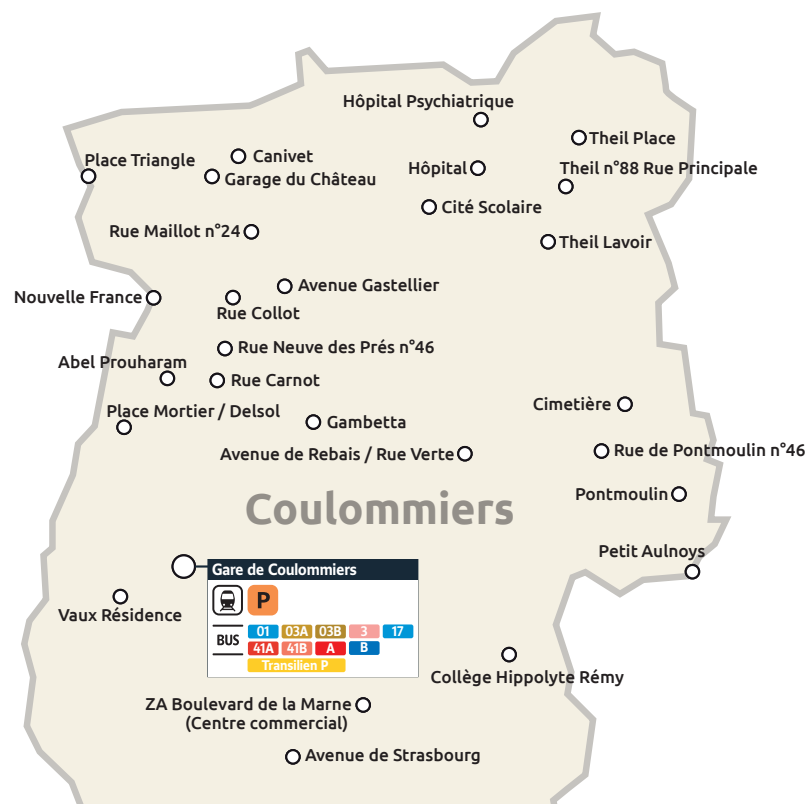 Hôpital Psychiatrique
Theil Place
Place Triangle
Canivet
Garage du Château
Hôpital
Theil n°88 Rue Principale
Cité Scolaire
Rue Maillot n°24
Theil Lavoir
Nouvelle France
Avenue Gastellier
Rue Collot
Rue Neuve des Prés n°46
Abel Prouharam
Rue Carnot
Place Mortier / Delsol
Gambetta
Cimetière
Avenue de Rebais / Rue Verte
Rue de Pontmoulin n°46
Pontmoulin
Coulommiers
Petit Aulnoys
Gare de Coulommiers
P
BUS
01 03A 03B 3 17
41A 41B A B
Transilien P
Vaux Résidence
Collège Hippolyte Rémy
ZA Boulevard de la Marne
(Centre commercial)
Avenue de Strasbourg